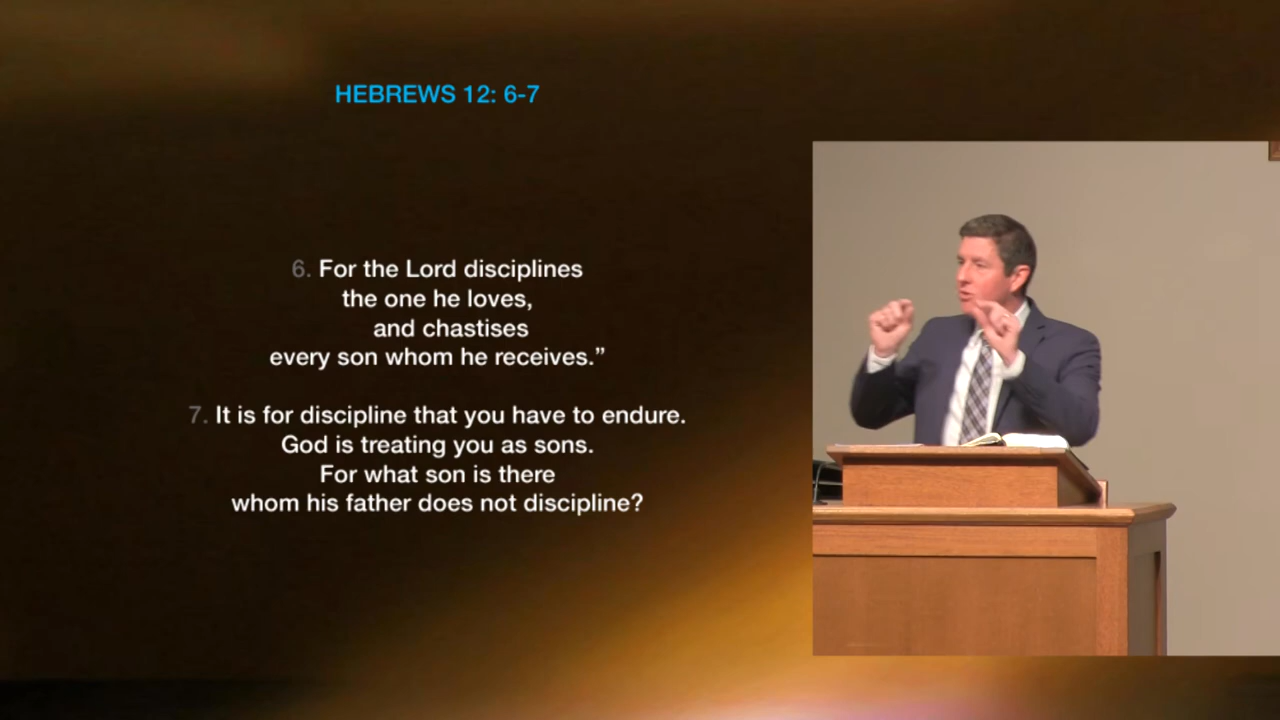 HEBREWS 12: 6-7
6. For the Lord disciplines
the one he loves,
and chastises
every son whom he receives.”
7. It is for discipline that you have to endure.
God is treating you as sons.
For what son is there
whom his father does not discipline?